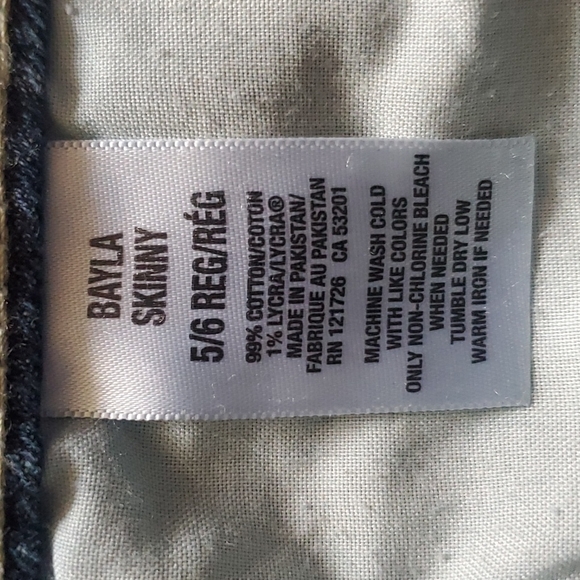 BAYLA
SKINNY
5/6 REG/RÉG
99% COTTON/COTON
1% LYCRA/LYCRA®
MADE IN PAKISTAN/
FABRIQUE AU PAKISTAN
RN 121726 CA 53201
MACHINE WASH COLD
WITH LIKE COLORS
ONLY NON-CHLORINE BLEACH
WHEN NEEDED
TUMBLE DRY LOW
WARM IRON IF NEEDED